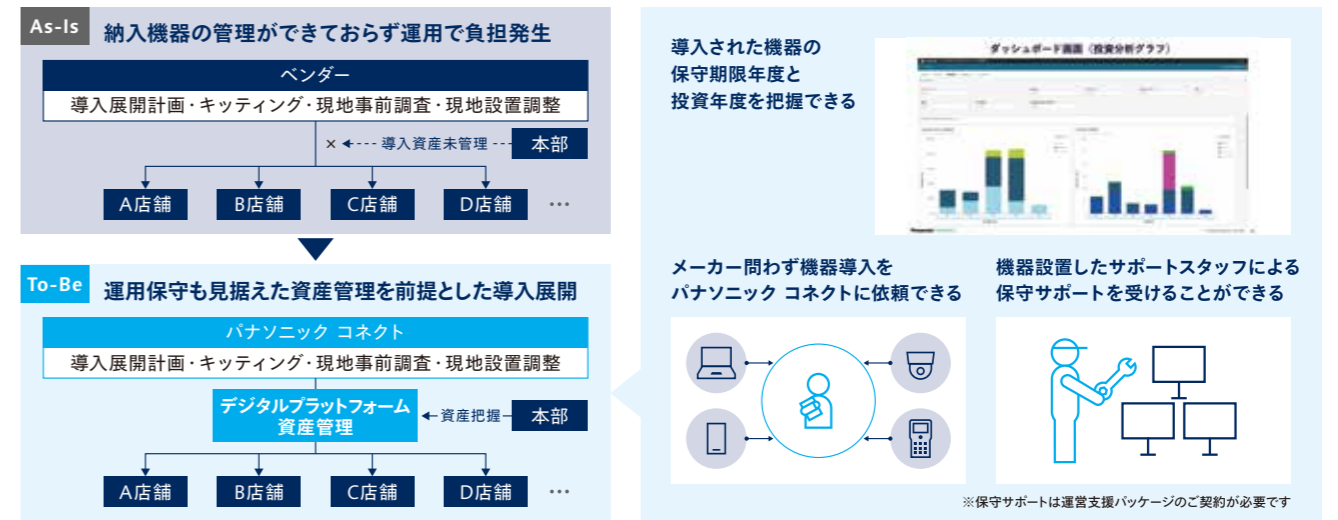 As-Is
納入機器の管理ができておらず運用で負担発生
ベンダー
導入展開計画・キッティング・現地事前調査・現地設置調整
× 導入資産未管理 本部
A店舗 B店舗 C店舗 D店舗 …
To-Be
運用保守も見据えた資産管理を前提とした導入展開
パナソニック コネクト
導入展開計画・キッティング・現地事前調査・現地設置調整
デジタルプラットフォーム
資産管理
資産把握 本部
A店舗 B店舗 C店舗 D店舗 …
導入された機器の
保守期限年度と
投資年度を把握できる
ダッシュボード画面（投資分析グラフ）
メーカー問わず機器導入を
パナソニック コネクトに依頼できる
機器設置したサポートスタッフによる
保守サポートを受けることができる
※保守サポートは運営支援パッケージのご契約が必要です